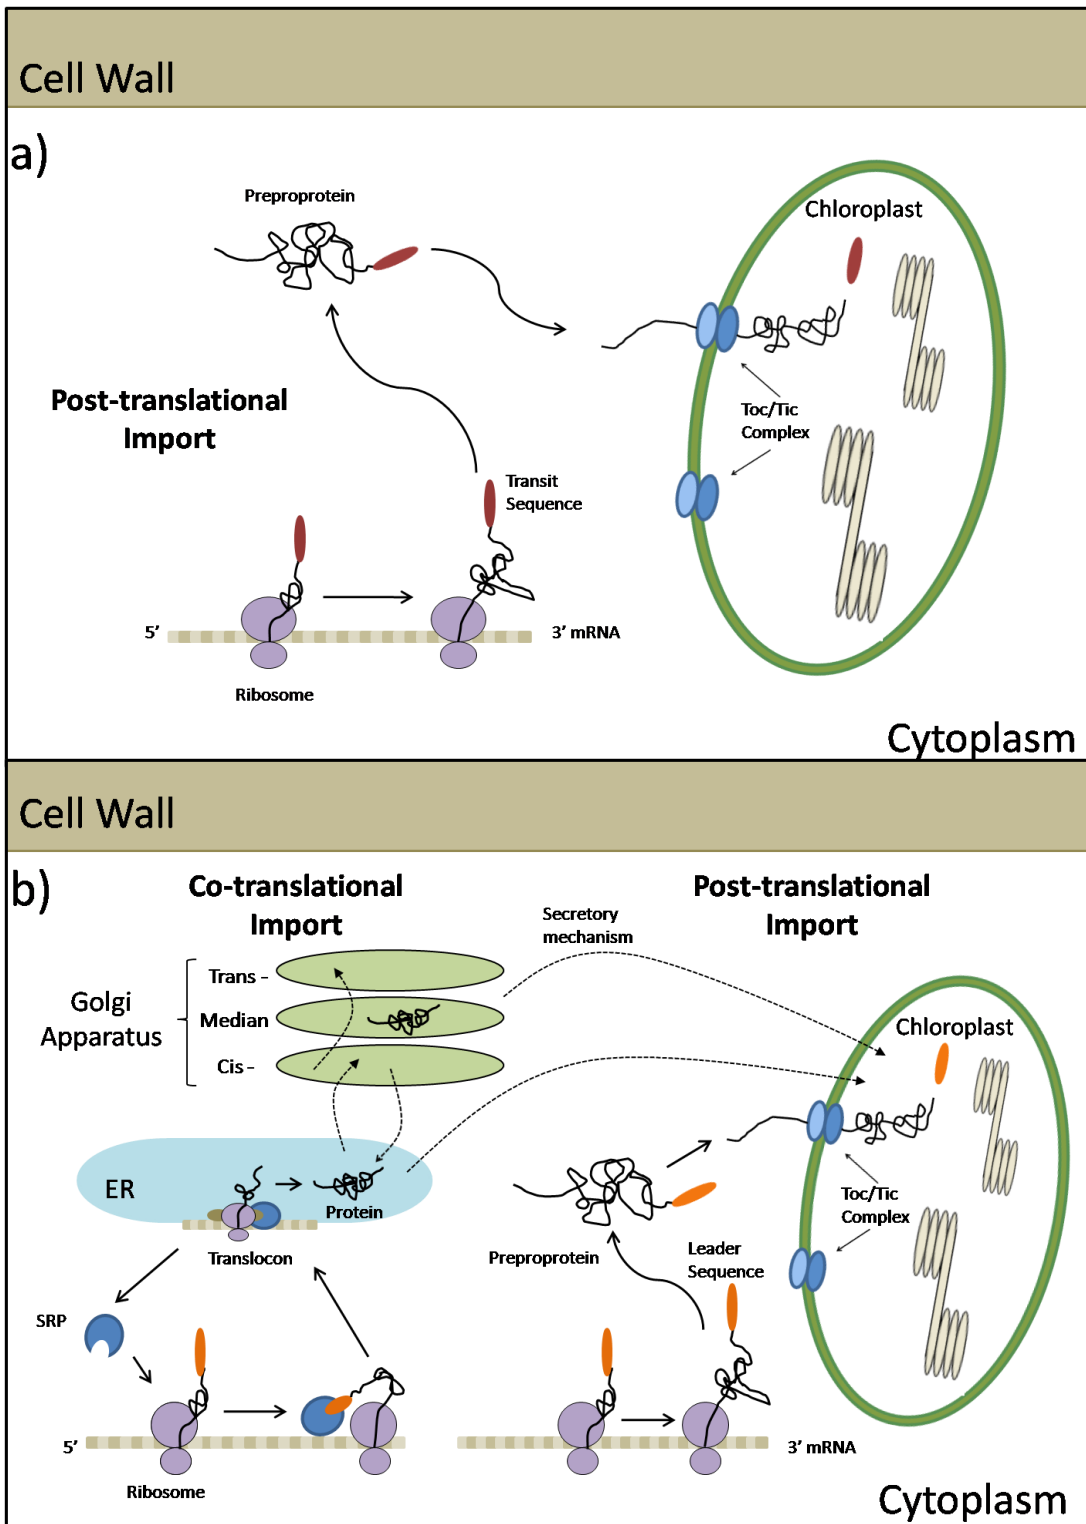 Cell Wall
a)
Preproprotein
Chloroplast
Post-translational
Import
Toc/Tic
Complex
Transit
Sequence
5’
3’ mRNA
Ribosome
Cytoplasm
Cell Wall
b)
Co-translational
Import
Post-translational
Import
Secretory
mechanism
Golgi
Apparatus
Trans -
Median
Cis -
Chloroplast
ER
Protein
Translocon
Toc/Tic
Complex
Preproprotein
Leader
Sequence
SRP
5’
3’ mRNA
Ribosome
Cytoplasm